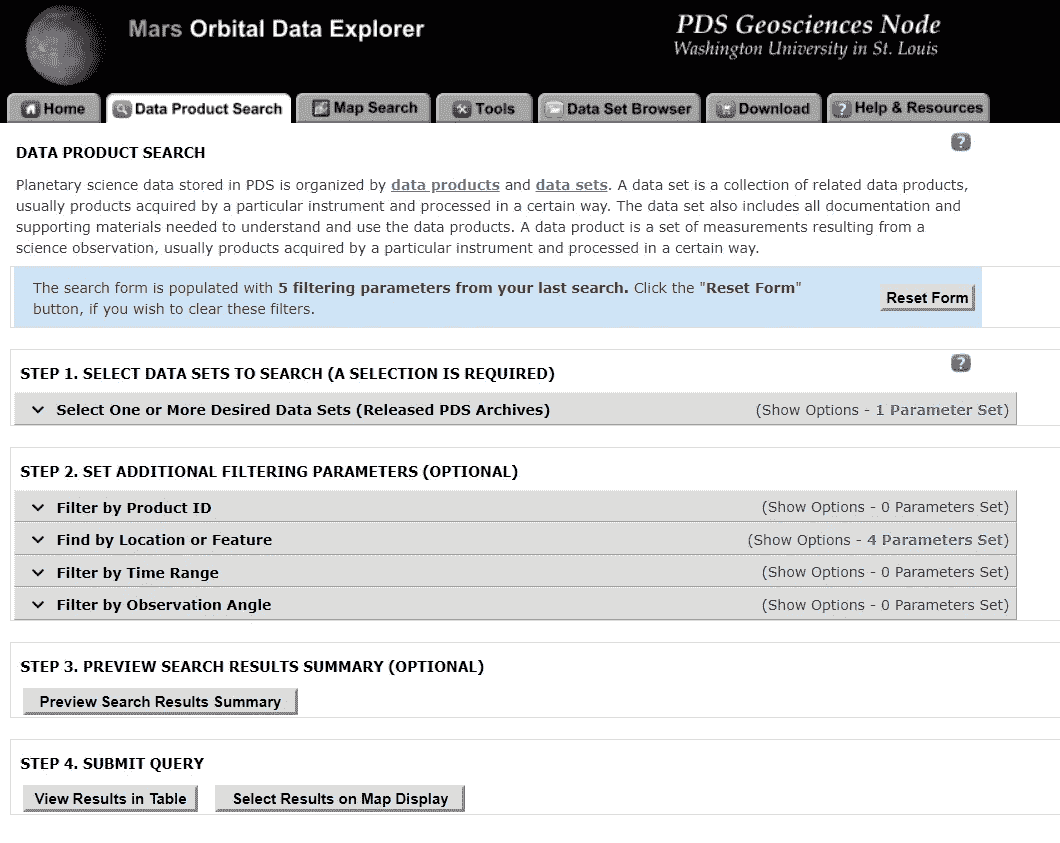 Mars Orbital Data Explorer
PDS Geosciences Node
Washington University in St. Louis
Home
Data Product Search
Map Search
Tools
Data Set Browser
Download
? Help & Resources
DATA PRODUCT SEARCH
?
Planetary science data stored in PDS is organized by data products and data sets. A data set is a collection of related data products,
usually products acquired by a particular instrument and processed in a certain way. The data set also includes all documentation and
supporting materials needed to understand and use the data products. A data product is a set of measurements resulting from a
science observation, usually products acquired by a particular instrument and processed in a certain way.
The search form is populated with 5 filtering parameters from your last search. Click the "Reset Form"
button, if you wish to clear these filters.
Reset Form
STEP 1. SELECT DATA SETS TO SEARCH (A SELECTION IS REQUIRED)
?
Select One or More Desired Data Sets (Released PDS Archives) (Show Options - 1 Parameter Set)
STEP 2. SET ADDITIONAL FILTERING PARAMETERS (OPTIONAL)
Filter by Product ID (Show Options - 0 Parameters Set)
Find by Location or Feature (Show Options - 4 Parameters Set)
Filter by Time Range (Show Options - 0 Parameters Set)
Filter by Observation Angle (Show Options - 0 Parameters Set)
STEP 3. PREVIEW SEARCH RESULTS SUMMARY (OPTIONAL)
Preview Search Results Summary
STEP 4. SUBMIT QUERY
View Results in Table
Select Results on Map Display